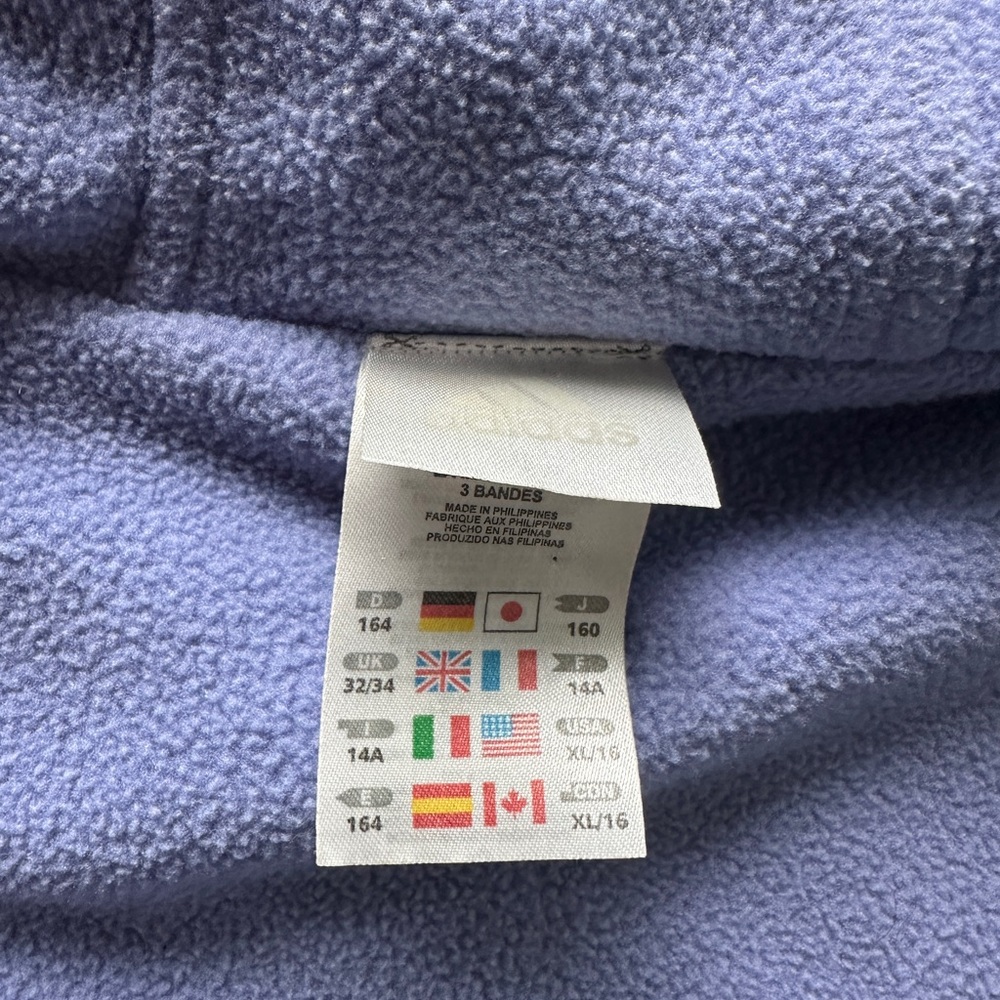 adidas
3 BANDES
MADE IN PHILIPPINES
FABRIQUE AUX PHILIPPINES
HECHO EN FILIPINAS
PRODUZIDO NAS FILIPINAS
D J
164 160
UK F
32/34 14A
I USA
14A XL/16
E CDN
164 XL/16